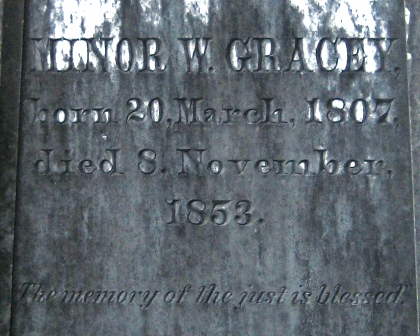 MINOR W. GRACEY,
born 20, March, 1807,
died 8, November,
1853.
"The memory of the just is blessed."